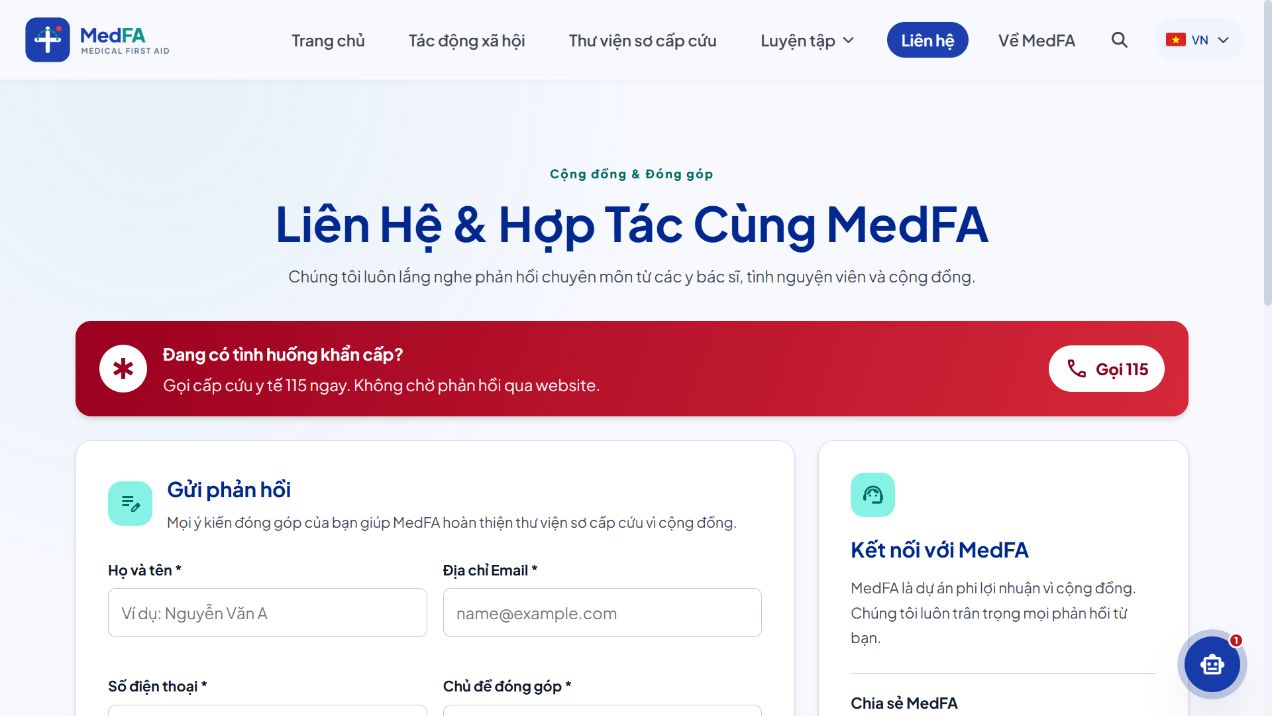 MedFA
MEDICAL FIRST AID
Trang chủ
Tác động xã hội
Thư viện sơ cấp cứu
Luyện tập
Liên hệ
Về MedFA
VN
Cộng đồng & Đóng góp
Liên Hệ & Hợp Tác Cùng MedFA
Chúng tôi luôn lắng nghe phản hồi chuyên môn từ các y bác sĩ, tình nguyện viên và cộng đồng.
Đang có tình huống khẩn cấp?
Gọi cấp cứu y tế 115 ngay. Không chờ phản hồi qua website.
Gọi 115
Gửi phản hồi
Mọi ý kiến đóng góp của bạn giúp MedFA hoàn thiện thư viện sơ cấp cứu vì cộng đồng.
Họ và tên *
Địa chỉ Email *
Ví dụ: Nguyễn Văn A
name@example.com
Số điện thoại *
Chủ đề đóng góp *
Kết nối với MedFA
MedFA là dự án phi lợi nhuận vì cộng đồng.
Chúng tôi luôn trân trọng mọi phản hồi từ
bạn.
Chia sẻ MedFA
1